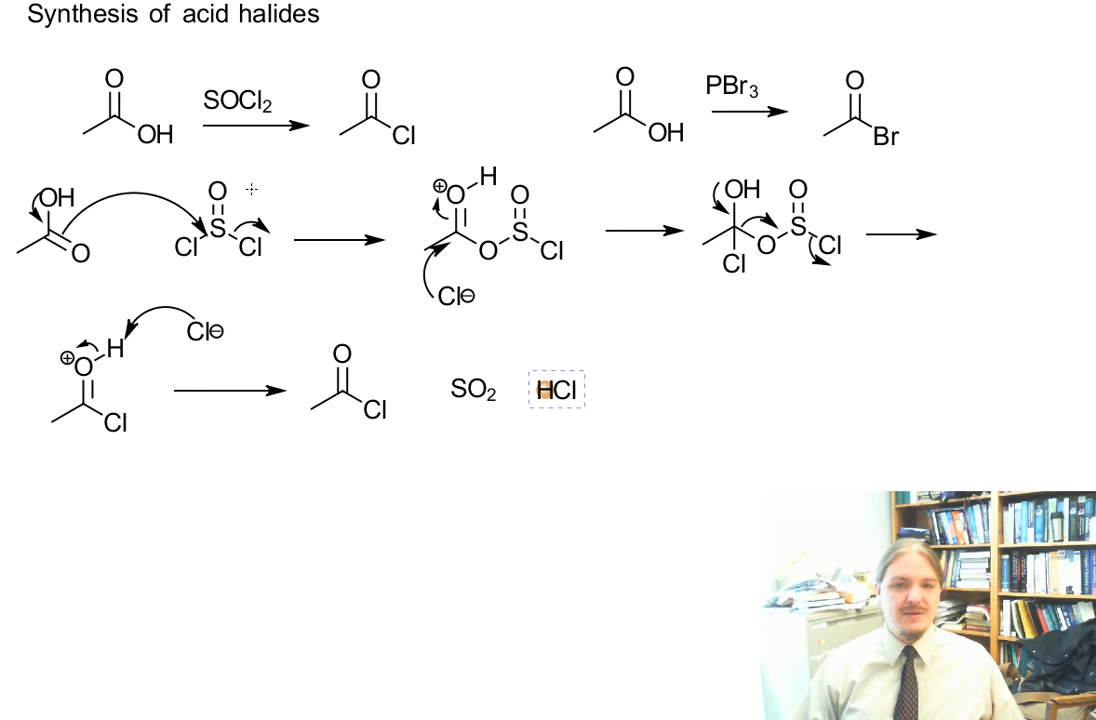 Synthesis of acid halides
O OH SOCl₂ O Cl O OH PBr₃ O Br
OH O O S Cl Cl ⊕ O H O O S Cl Cl⊖ OH O O S Cl Cl
⊕ O H Cl⊖ Cl O Cl SO₂ HCl